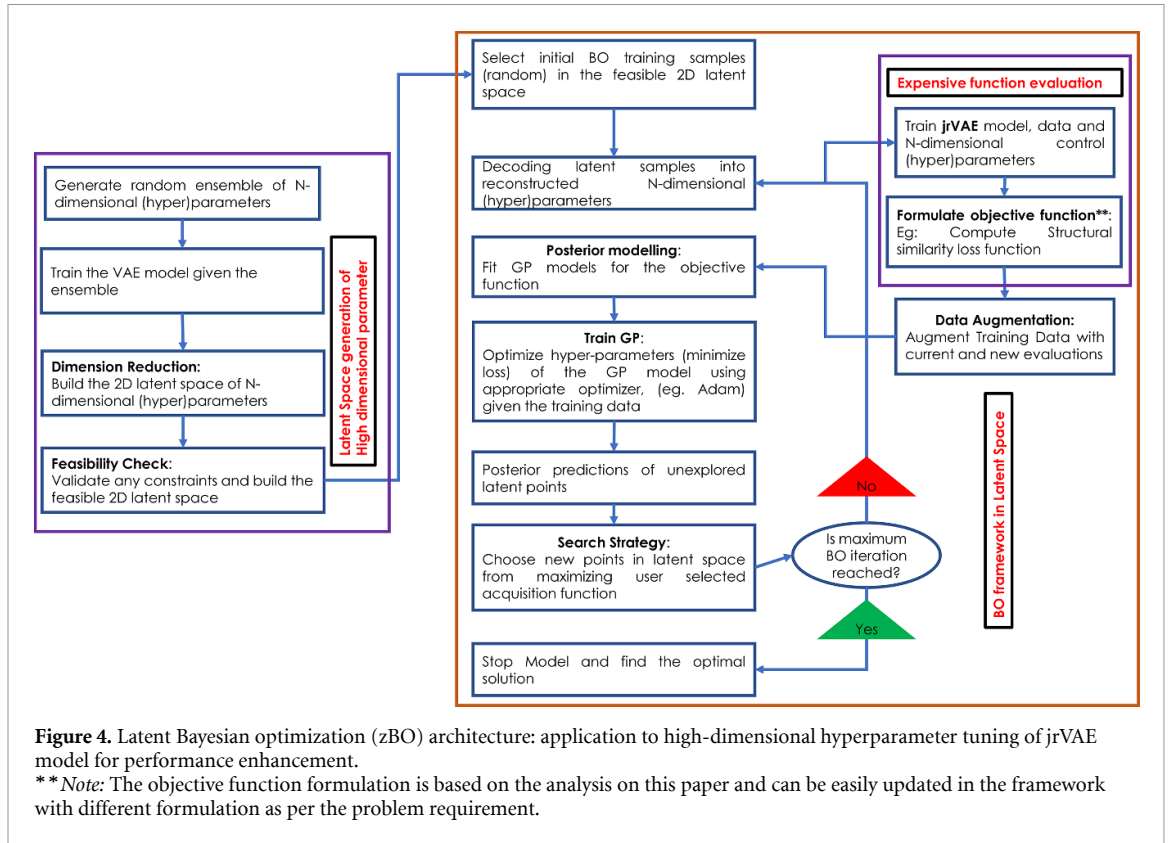 Generate random ensemble of N-
dimensional (hyper)parameters
Train the VAE model given the
ensemble
Dimension Reduction:
Build the 2D latent space of N-
dimensional (hyper)parameters
Feasibility Check:
Validate any constraints and build the
feasible 2D latent space
Latent Space generation of
High dimensional parameter
Select initial BO training samples
(random) in the feasible 2D latent
space
Decoding latent samples into
reconstructed N-dimensional
(hyper)parameters
Posterior modelling:
Fit GP models for the objective
function
Train GP:
Optimize hyper-parameters (minimize
loss) of the GP model using
appropriate optimizer, (eg. Adam)
given the training data
Posterior predictions of unexplored
latent points
Search Strategy:
Choose new points in latent space
from maximizing user selected
acquisition function
Stop Model and find the optimal
solution
No
Is maximum
BO iteration
reached?
Yes
Expensive function evaluation
Train jrVAE model, data and
N-dimensional control
(hyper)parameters
Formulate objective function**:
Eg: Compute Structural
similarity loss function
Data Augmentation:
Augment Training Data with
current and new evaluations
BO framework in Latent Space
Figure 4. Latent Bayesian optimization (zBO) architecture: application to high-dimensional hyperparameter tuning of jrVAE
model for performance enhancement.
**Note: The objective function formulation is based on the analysis on this paper and can be easily updated in the framework
with different formulation as per the problem requirement.